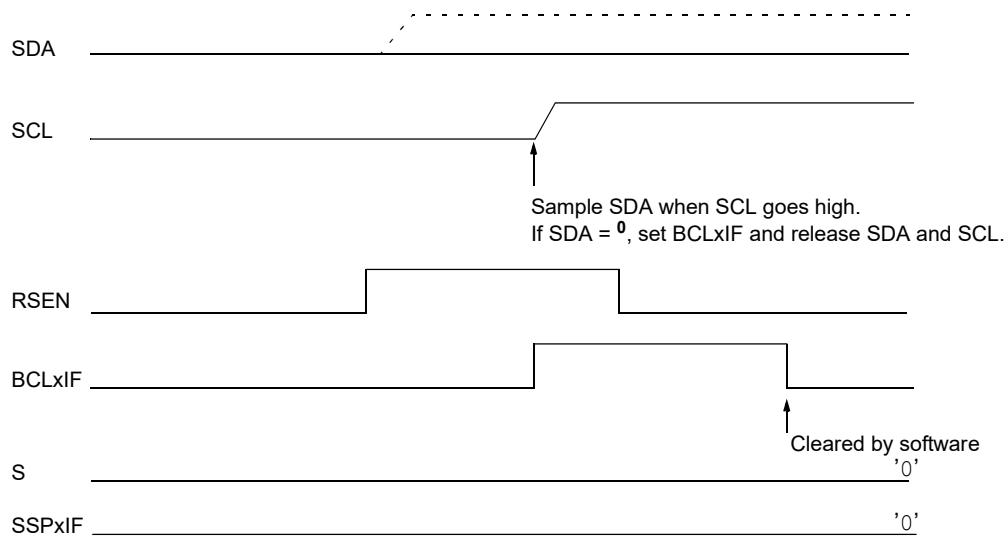 SDA
SCL
Sample SDA when SCL goes high.
If SDA = 0, set BCLxIF and release SDA and SCL.
RSEN
BCLxIF
Cleared by software
S
'0'
SSPxIF
'0'